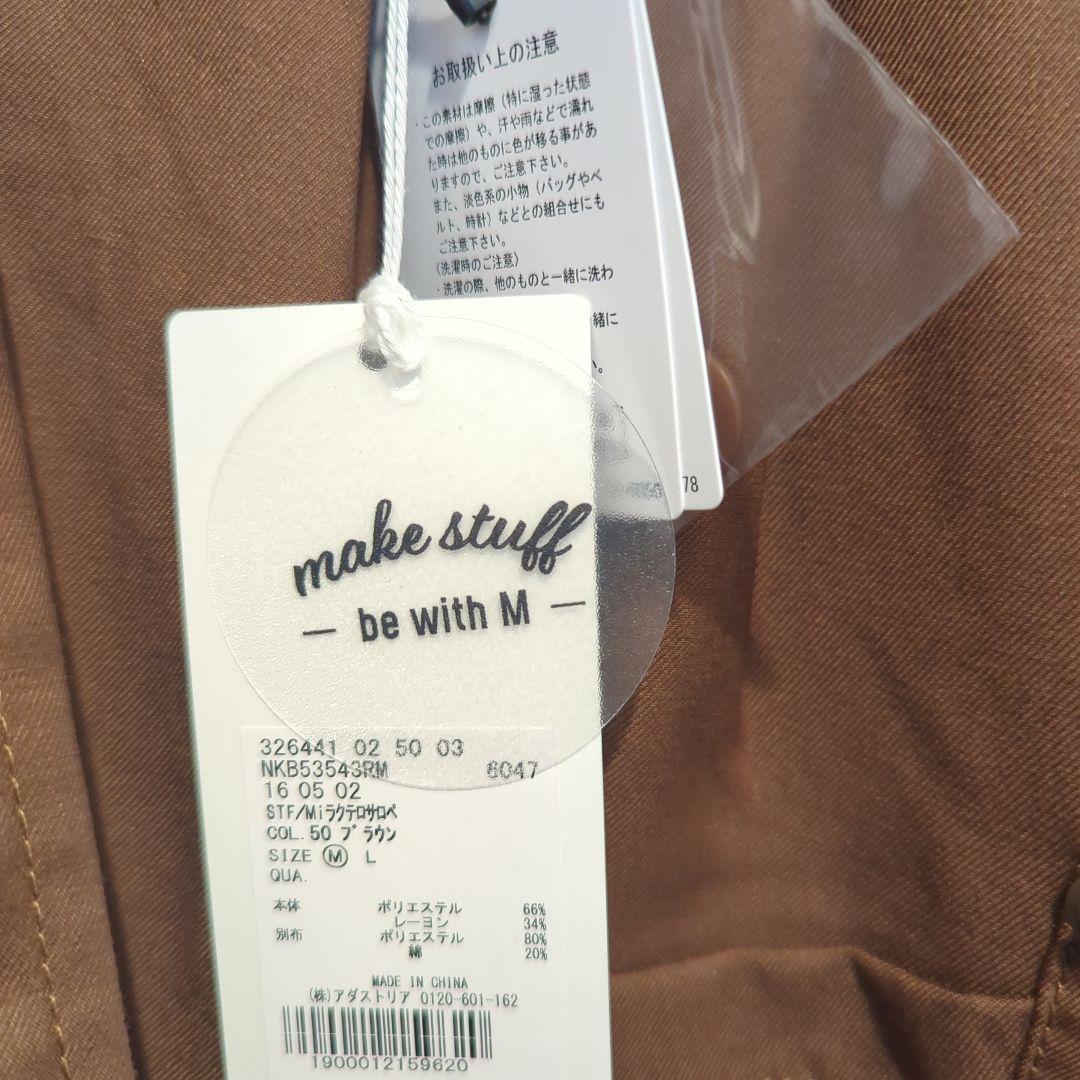 お取扱い上の注意
・この素材は摩擦（特に湿った状態
での摩擦）や、汗や雨などで濡れ
た時は他のものに色が移る事があ
りますので、ご注意下さい。
また、淡色系の小物（バッグやベ
ルト、時計）などとの組合せにも
ご注意下さい。
〈洗濯時のご注意〉
・洗濯の際、他のものと一緒に洗わ
緒に
い。
78
make stuff
— be with M —
326441 02 50 03
NKB53543RM 6047
16 05 02
STF/Miラクテロサロペ
COL.50 ブラウン
SIZE Ⓜ L
QUA.
本体 ポリエステル 66%
レーヨン 34%
別布 ポリエステル 80%
綿 20%
MADE IN CHINA
(株)アダストリア 0120-601-162
1900012159620